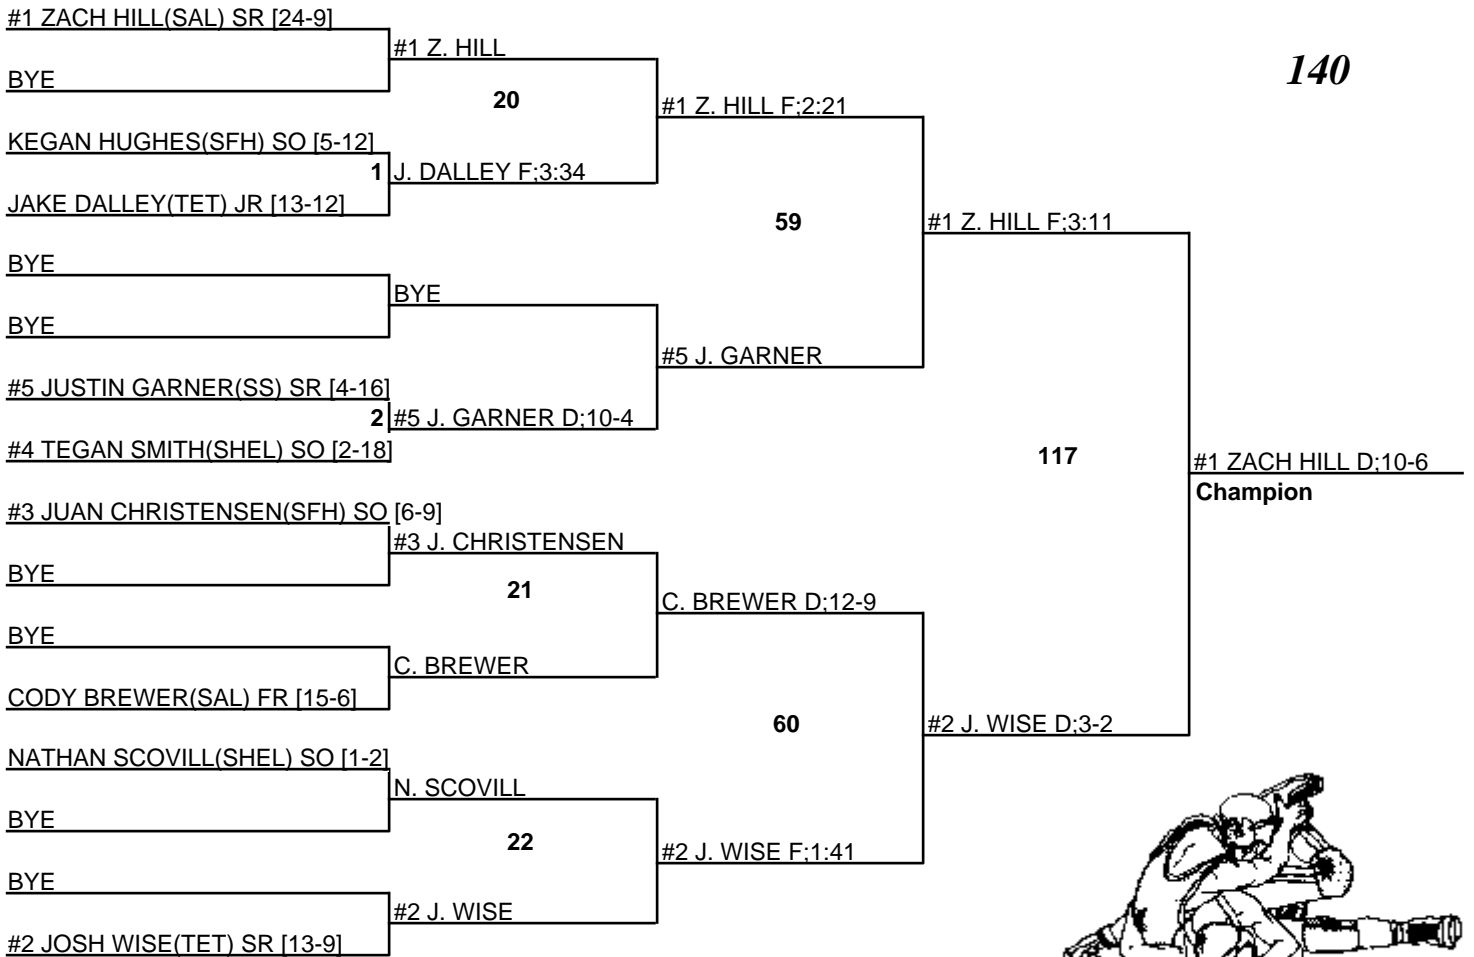 #1 ZACH HILL(SAL) SR [24-9]
#1 Z. HILL
140
BYE
20
#1 Z. HILL F;2:21
KEGAN HUGHES(SFH) SO [5-12]
1
J. DALLEY F;3:34
JAKE DALLEY(TET) JR [13-12]
59
#1 Z. HILL F;3:11
BYE
BYE
BYE
#5 J. GARNER
#5 JUSTIN GARNER(SS) SR [4-16]
2
#5 J. GARNER D;10-4
#4 TEGAN SMITH(SHEL) SO [2-18]
117
#1 ZACH HILL D;10-6
Champion
#3 JUAN CHRISTENSEN(SFH) SO [6-9]
#3 J. CHRISTENSEN
BYE
21
C. BREWER D;12-9
BYE
C. BREWER
CODY BREWER(SAL) FR [15-6]
60
#2 J. WISE D;3-2
NATHAN SCOVILL(SHEL) SO [1-2]
N. SCOVILL
BYE
22
#2 J. WISE F;1:41
BYE
#2 J. WISE
#2 JOSH WISE(TET) SR [13-9]